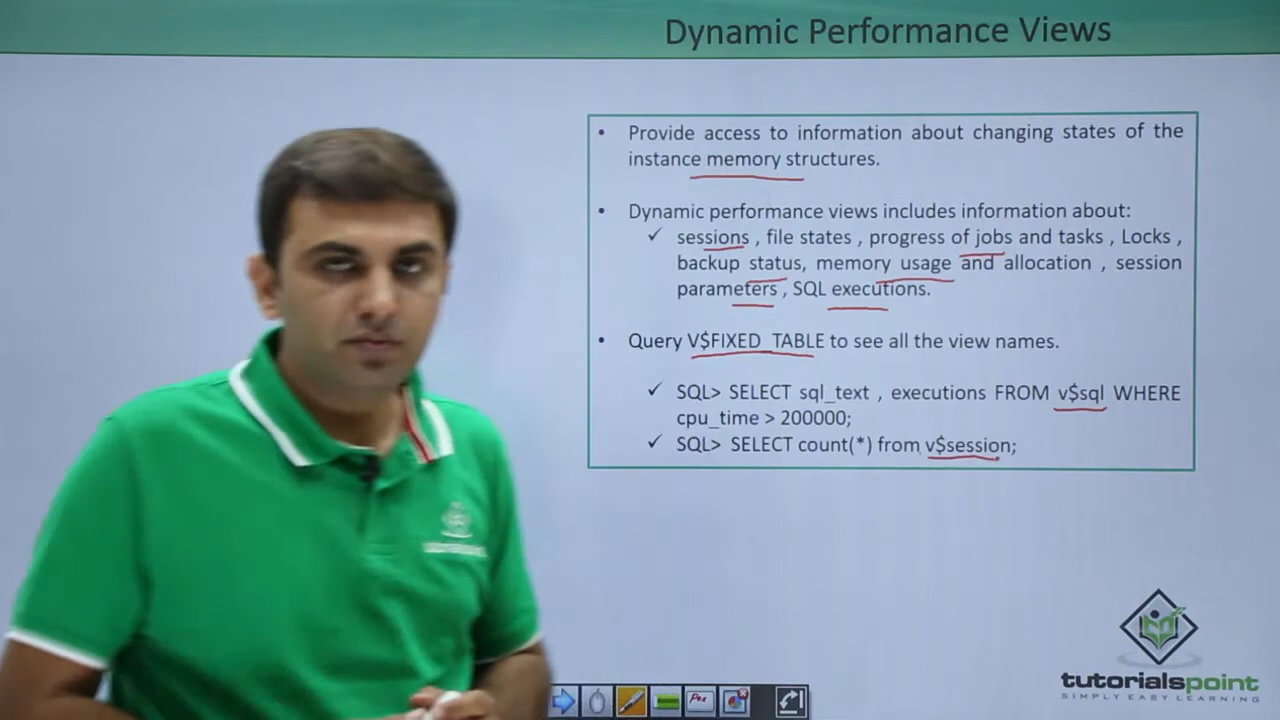 Dynamic Performance Views
• Provide access to information about changing states of the
instance memory structures.
• Dynamic performance views includes information about:
✓ sessions , file states , progress of jobs and tasks , Locks ,
backup status, memory usage and allocation , session
parameters , SQL executions.
• Query V$FIXED_TABLE to see all the view names.
✓ SQL> SELECT sql_text , executions FROM v$sql WHERE
cpu_time > 200000;
✓ SQL> SELECT count(*) from v$session;
tutorialspoint
SIMPLY EASY LEARNING